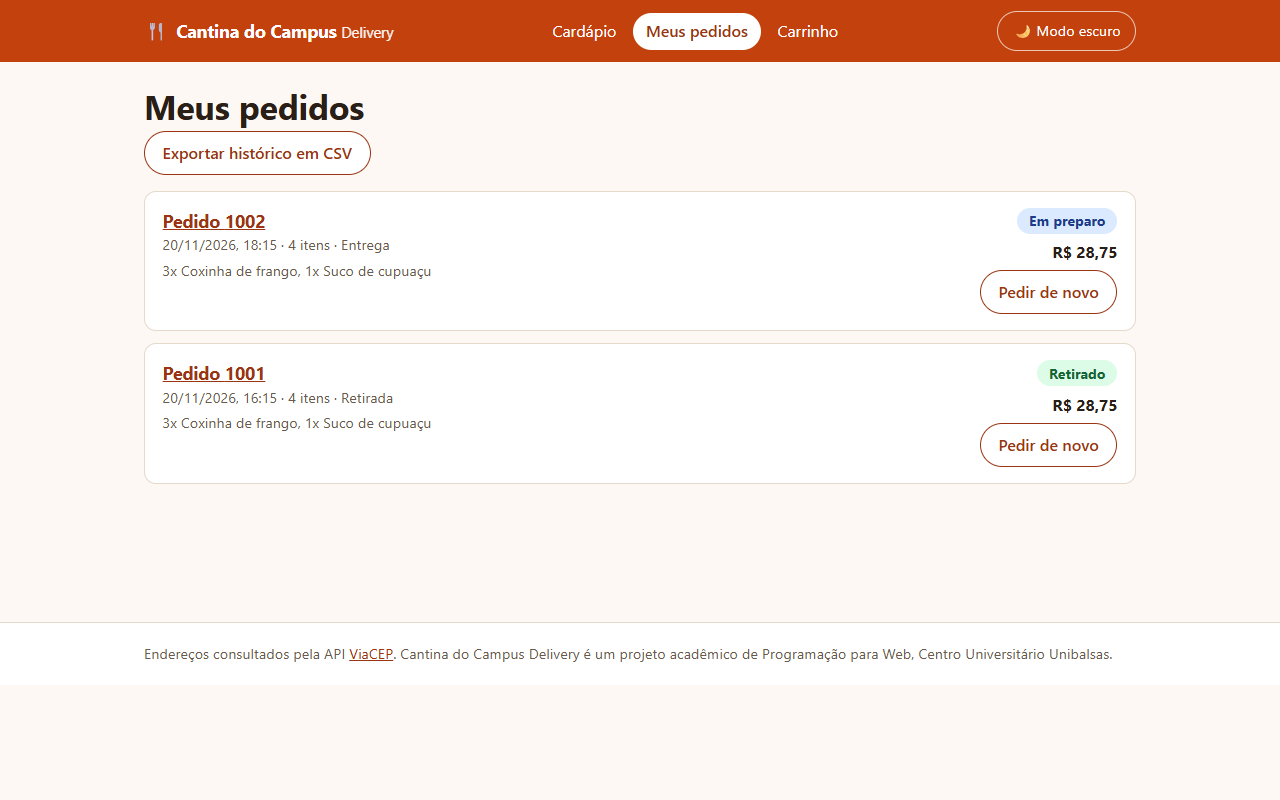 Cantina do Campus Delivery
Cardápio
Meus pedidos
Carrinho
🌙 Modo escuro
Meus pedidos
Exportar histórico em CSV
Pedido 1002
20/11/2026, 18:15 · 4 itens · Entrega
3x Coxinha de frango, 1x Suco de cupuaçu
Em preparo
R$ 28,75
Pedir de novo
Pedido 1001
20/11/2026, 16:15 · 4 itens · Retirada
3x Coxinha de frango, 1x Suco de cupuaçu
Retirado
R$ 28,75
Pedir de novo
Endereços consultados pela API ViaCEP. Cantina do Campus Delivery é um projeto acadêmico de Programação para Web, Centro Universitário Unibalsas.